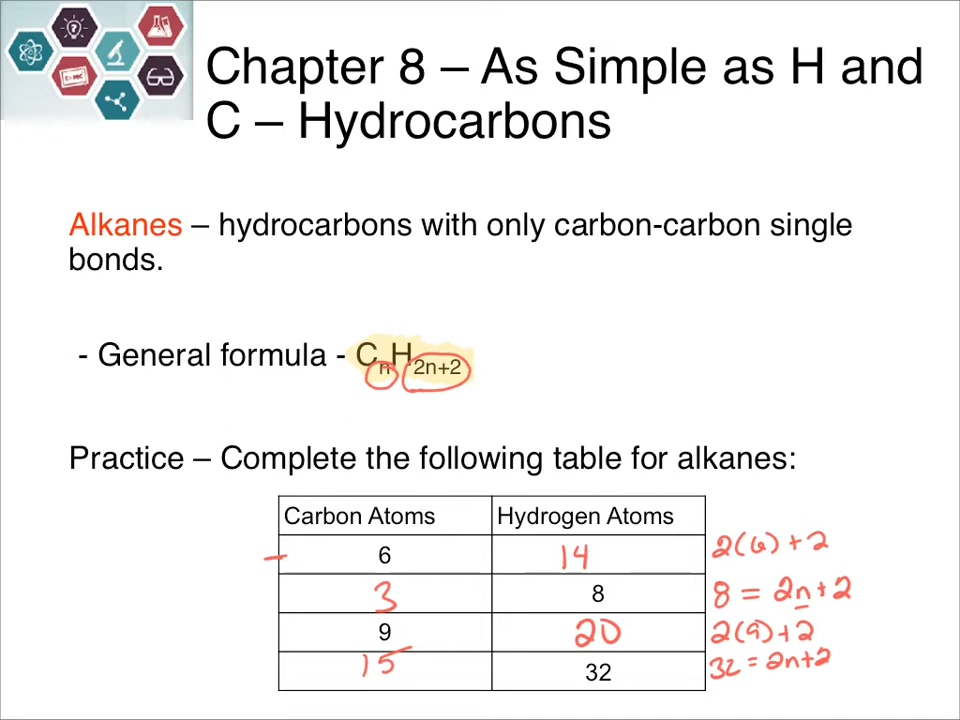 Chapter 8 – As Simple as H and
C – Hydrocarbons
Alkanes – hydrocarbons with only carbon-carbon single
bonds.
- General formula - CₙH₂ₙ₊₂
Practice – Complete the following table for alkanes:
Carbon Atoms Hydrogen Atoms
6 14 2(6) + 2
3 8 8 = 2n + 2
9 20 2(9) + 2
15 32 32 = 2n+2